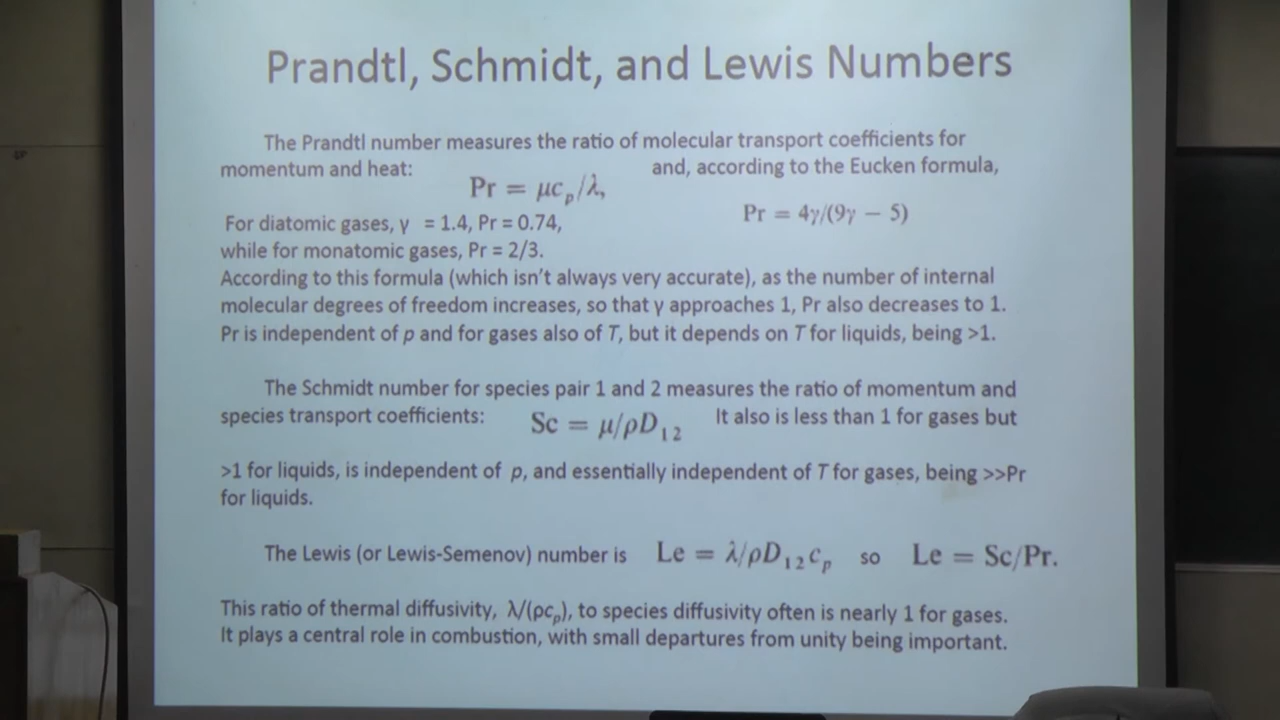 Prandtl, Schmidt, and Lewis Numbers
The Prandtl number measures the ratio of molecular transport coefficients for
momentum and heat: Pr = μcₚ/λ, and, according to the Eucken formula,
Pr = 4γ/(9γ − 5)
For diatomic gases, γ = 1.4, Pr = 0.74,
while for monatomic gases, Pr = 2/3.
According to this formula (which isn't always very accurate), as the number of internal
molecular degrees of freedom increases, so that γ approaches 1, Pr also decreases to 1.
Pr is independent of p and for gases also of T, but it depends on T for liquids, being >1.
The Schmidt number for species pair 1 and 2 measures the ratio of momentum and
species transport coefficients: Sc = μ/ρD₁₂ It also is less than 1 for gases but
>1 for liquids, is independent of p, and essentially independent of T for gases, being >>Pr
for liquids.
The Lewis (or Lewis-Semenov) number is Le = λ/ρD₁₂cₚ so Le = Sc/Pr.
This ratio of thermal diffusivity, λ/(ρcₚ), to species diffusivity often is nearly 1 for gases.
It plays a central role in combustion, with small departures from unity being important.